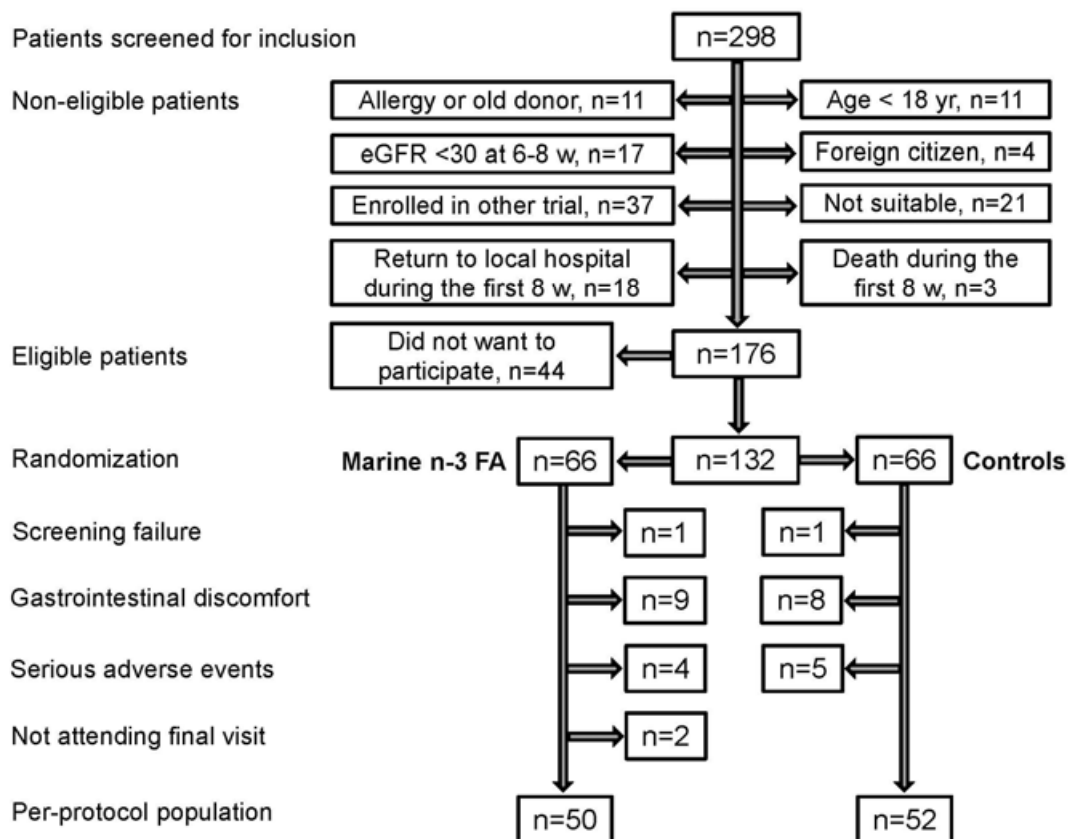 Patients screened for inclusion
n=298
Non-eligible patients
Allergy or old donor, n=11
Age < 18 yr, n=11
eGFR <30 at 6-8 w, n=17
Foreign citizen, n=4
Enrolled in other trial, n=37
Not suitable, n=21
Return to local hospital
during the first 8 w, n=18
Death during the
first 8 w, n=3
Eligible patients
Did not want to
participate, n=44
n=176
Randomization
Marine n-3 FA
n=66
n=132
n=66
Controls
Screening failure
n=1
n=1
Gastrointestinal discomfort
n=9
n=8
Serious adverse events
n=4
n=5
Not attending final visit
n=2
Per-protocol population
n=50
n=52